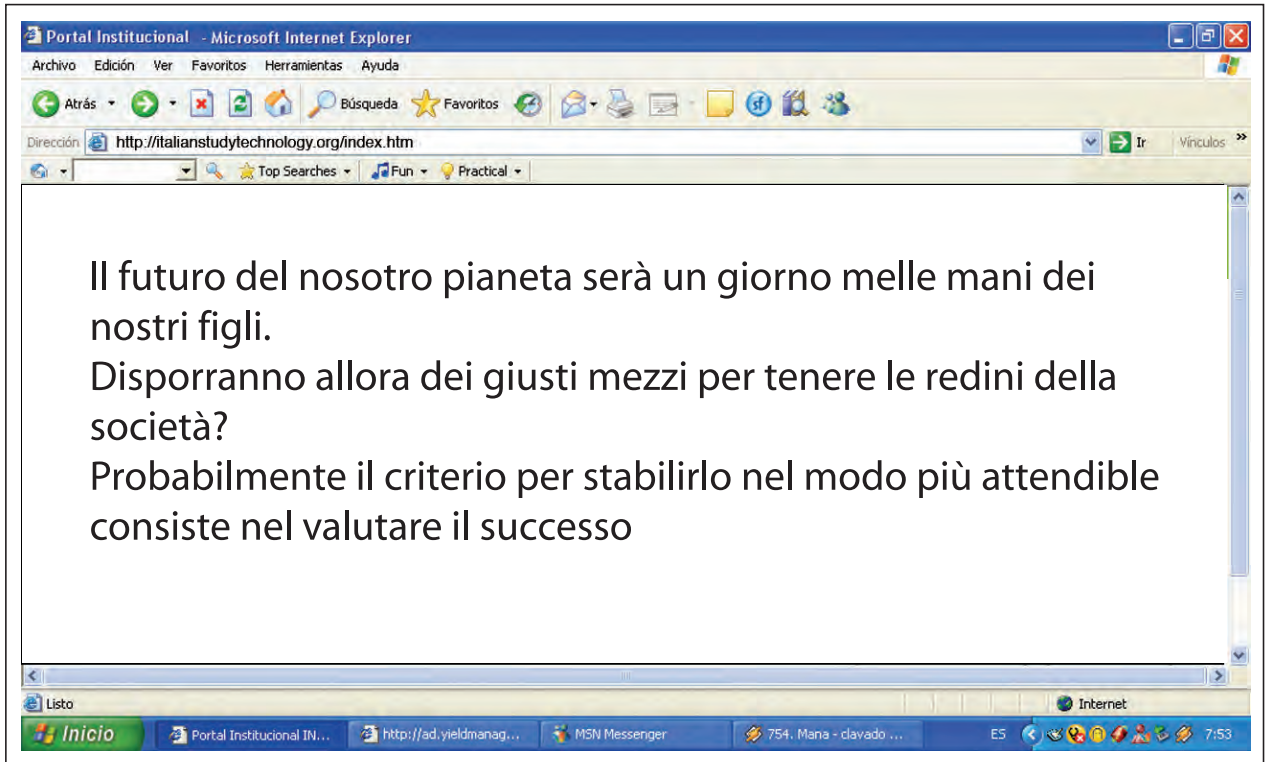 Portal Institucional - Microsoft Internet Explorer
Archivo Edición Ver Favoritos Herramientas Ayuda
Atrás Búsqueda Favoritos
Dirección http://italianstudytechnology.org/index.htm Ir Vínculos »
Top Searches Fun Practical
Il futuro del nosotro pianeta serà un giorno melle mani dei
nostri figli.
Disporranno allora dei giusti mezzi per tenere le redini della
società?
Probabilmente il criterio per stabilirlo nel modo più attendible
consiste nel valutare il successo
Listo Internet
Inicio Portal Institucional IN... http://ad.yieldmanag... MSN Messenger 754. Mana - clavado ... ES 7:53